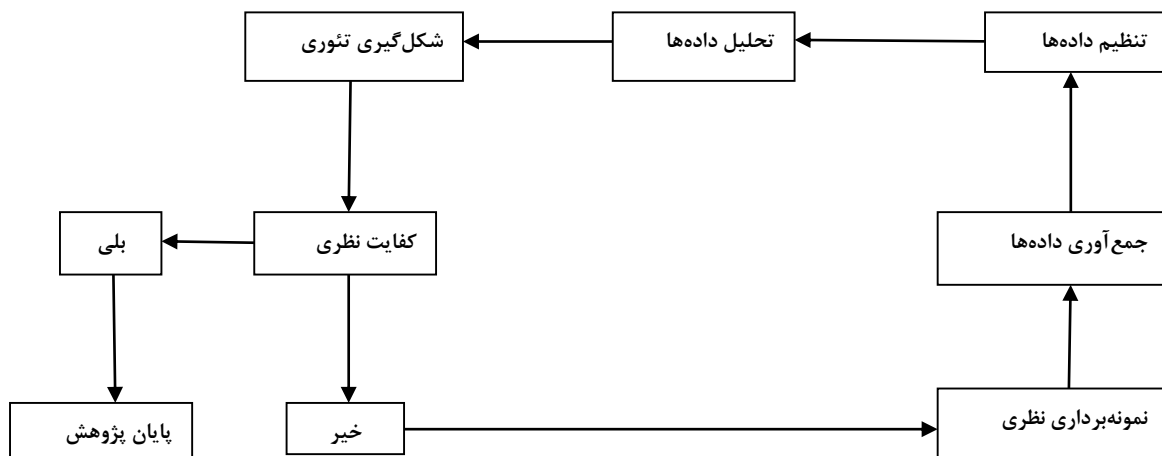 تنظیم داده‌ها
تحلیل داده‌ها
شکل‌گیری تئوری
جمع‌آوری داده‌ها
کفایت نظری
بلی
نمونه‌برداری نظری
خیر
پایان پژوهش